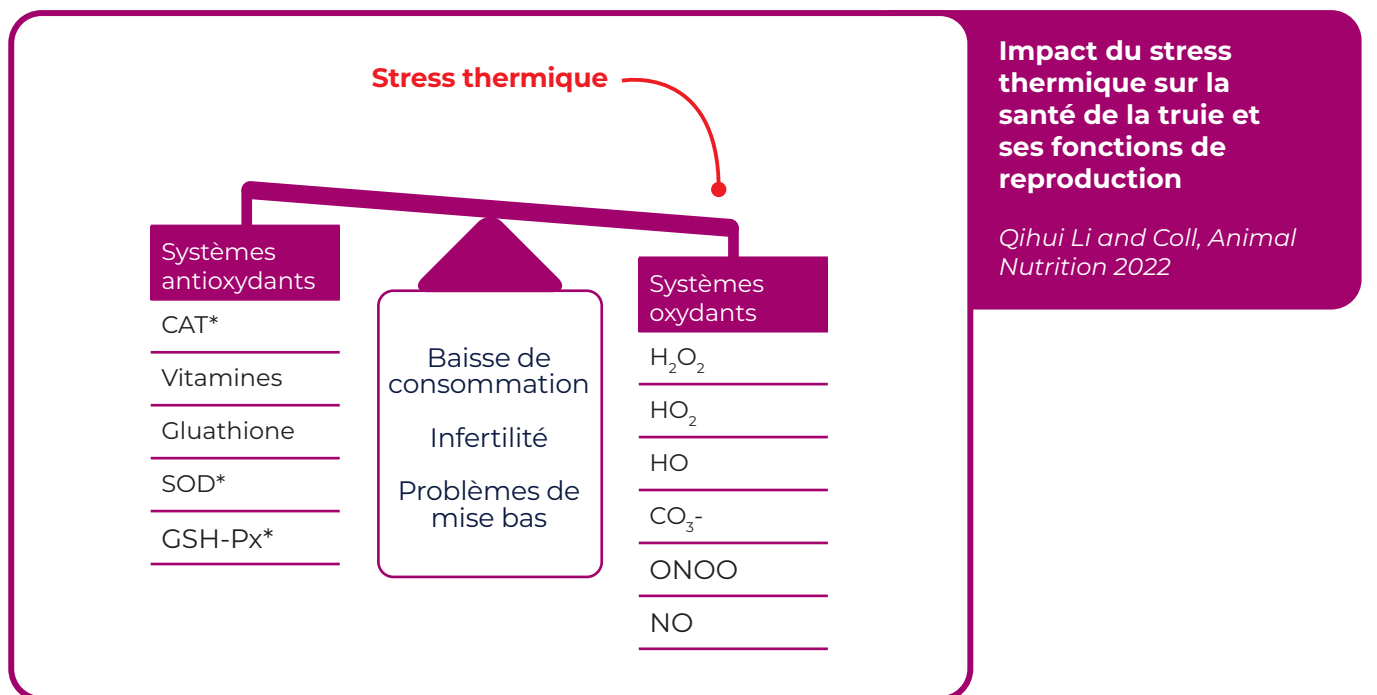 Stress thermique
Systèmes
antioxydants
CAT*
Vitamines
Gluathione
SOD*
GSH-Px*
Baisse de
consommation
Infertilité
Problèmes de
mise bas
Systèmes
oxydants
H₂O₂
HO₂
HO
CO₃-
ONOO
NO
Impact du stress
thermique sur la
santé de la truie et
ses fonctions de
reproduction
Qihui Li and Coll, Animal
Nutrition 2022